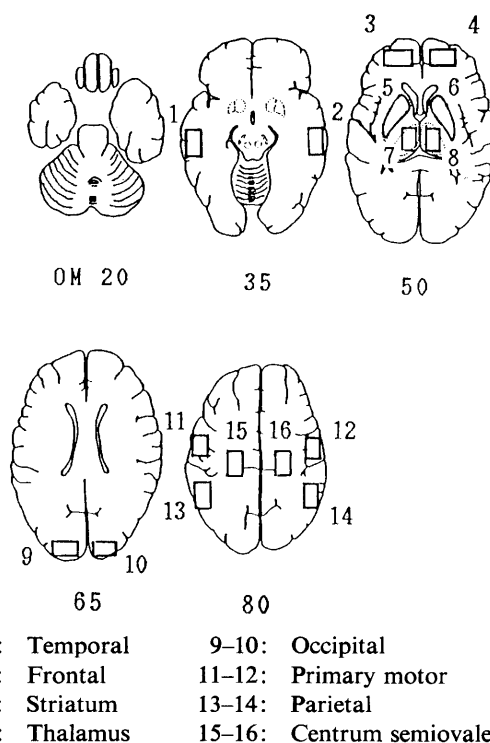 3 4
1 2 5 6
7 8
OM 20 35 50
11 15 16 12
13 14
9 10
65 80
: Temporal 9–10: Occipital
: Frontal 11–12: Primary motor
: Striatum 13–14: Parietal
: Thalamus 15–16: Centrum semiovale